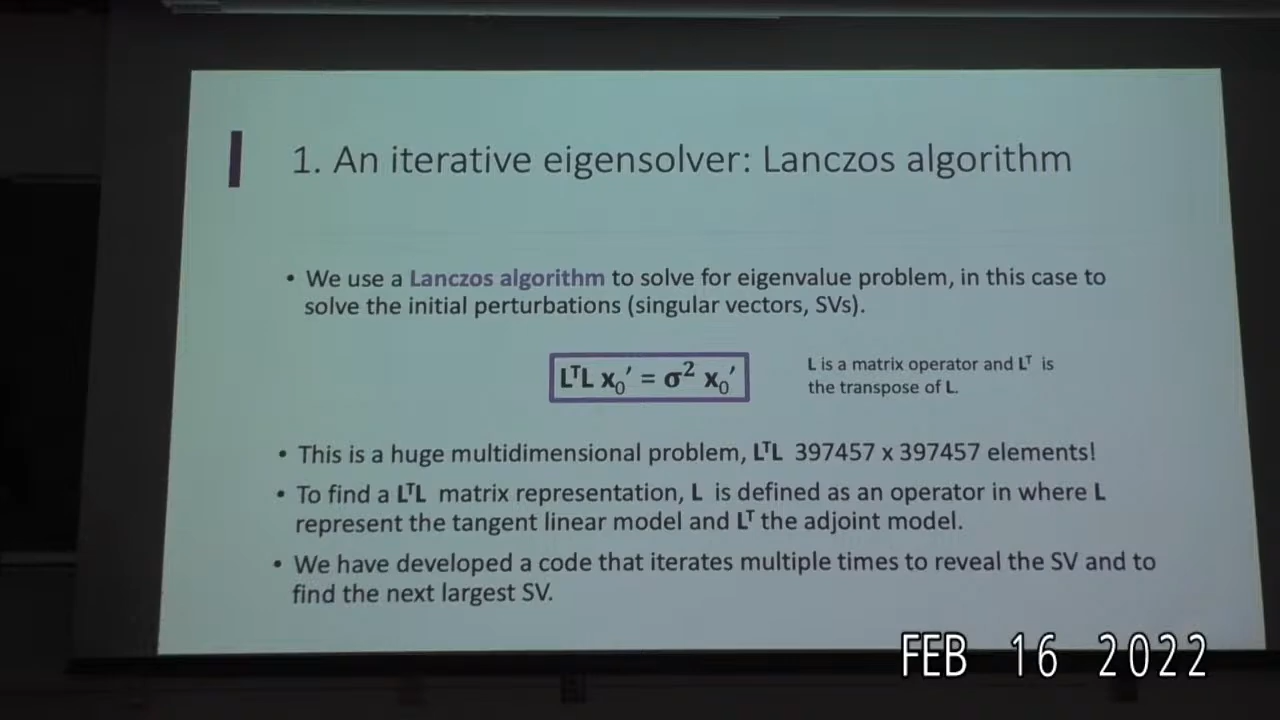 1. An iterative eigensolver: Lanczos algorithm
• We use a Lanczos algorithm to solve for eigenvalue problem, in this case to
solve the initial perturbations (singular vectors, SVs).
LᵀL x₀′ = σ² x₀′
L is a matrix operator and Lᵀ is
the transpose of L.
• This is a huge multidimensional problem, LᵀL 397457 x 397457 elements!
• To find a LᵀL matrix representation, L is defined as an operator in where L
represent the tangent linear model and Lᵀ the adjoint model.
• We have developed a code that iterates multiple times to reveal the SV and to
find the next largest SV.
FEB 16 2022